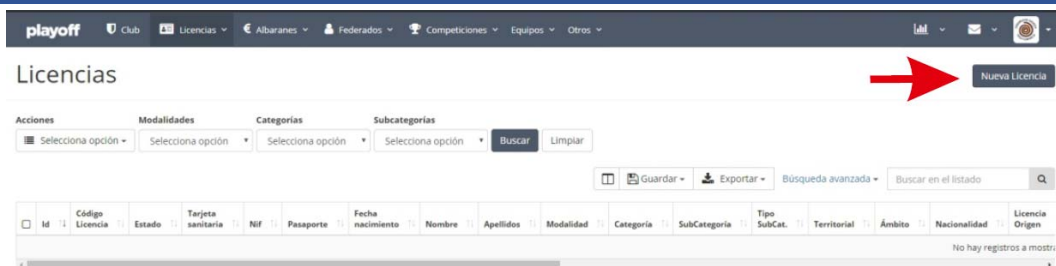 playoff Club Licencias € Albaranes Federados Competiciones Equipos Otros
Licencias Nueva Licencia
Acciones Modalidades Categorías Subcategorías
Selecciona opción Selecciona opción Selecciona opción Selecciona opción Buscar Limpiar
Guardar Exportar Búsqueda avanzada Buscar en el listado
Id Código Licencia Estado Tarjeta sanitaria Nif Pasaporte Fecha nacimiento Nombre Apellidos Modalidad Categoría SubCategoría Tipo SubCat. Territorial Ámbito Nacionalidad Licencia Origen
No hay registros a mostra